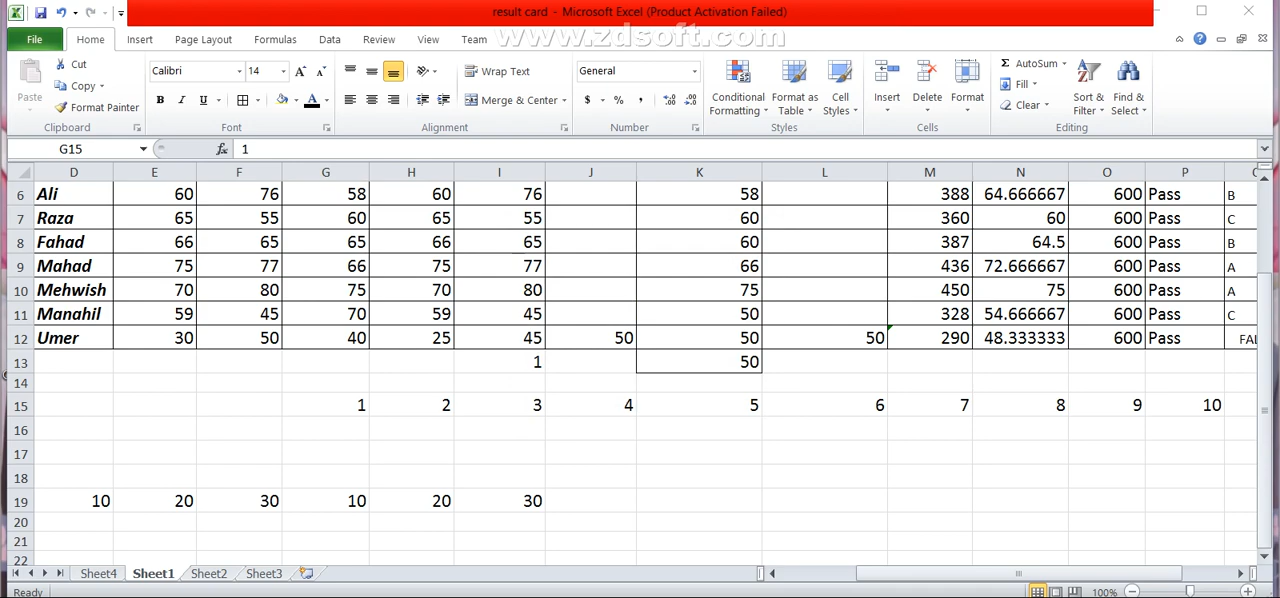 result card - Microsoft Excel (Product Activation Failed)
www.zdsoft.com
File Home Insert Page Layout Formulas Data Review View Team
Paste Cut Copy Format Painter Clipboard
Calibri 14 A A B I U A Font
Wrap Text Merge & Center Alignment
General $ % , Number
Conditional Formatting Format as Table Cell Styles Styles
Insert Delete Format Cells
Σ AutoSum Fill Clear Sort & Filter Find & Select Editing
G15 fx 1
D E F G H I J K L M N O P
6 Ali 60 76 58 60 76 58 388 64.666667 600 Pass B
7 Raza 65 55 60 65 55 60 360 60 600 Pass C
8 Fahad 66 65 65 66 65 60 387 64.5 600 Pass B
9 Mahad 75 77 66 75 77 66 436 72.666667 600 Pass A
10 Mehwish 70 80 75 70 80 75 450 75 600 Pass A
11 Manahil 59 45 70 59 45 50 328 54.666667 600 Pass C
12 Umer 30 50 40 25 45 50 50 50 290 48.333333 600 Pass FAL
13 1 50
14
15 1 2 3 4 5 6 7 8 9 10
16
17
18
19 10 20 30 10 20 30
20
21
22
Sheet4 Sheet1 Sheet2 Sheet3
Ready 100%